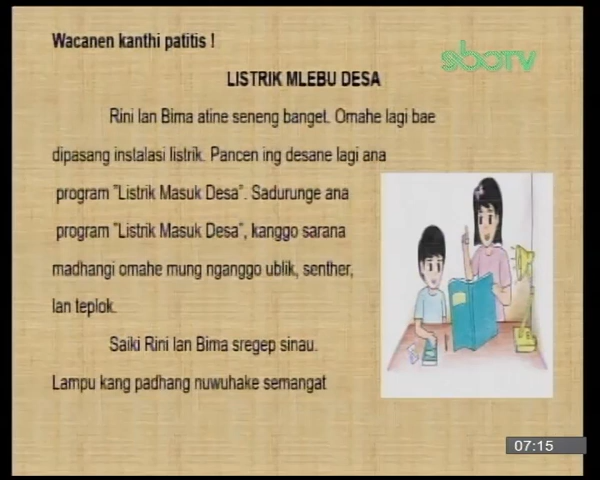 Wacanen kanthi patitis !
sboTV
LISTRIK MLEBU DESA
Rini lan Bima atine seneng banget. Omahe lagi bae
dipasang instalasi listrik. Pancen ing desane lagi ana
program "Listrik Masuk Desa". Sadurunge ana
program "Listrik Masuk Desa", kanggo sarana
madhangi omahe mung nganggo ublik, senther,
lan teplok.
Saiki Rini lan Bima sregep sinau.
Lampu kang padhang nuwuhake semangat
07:15